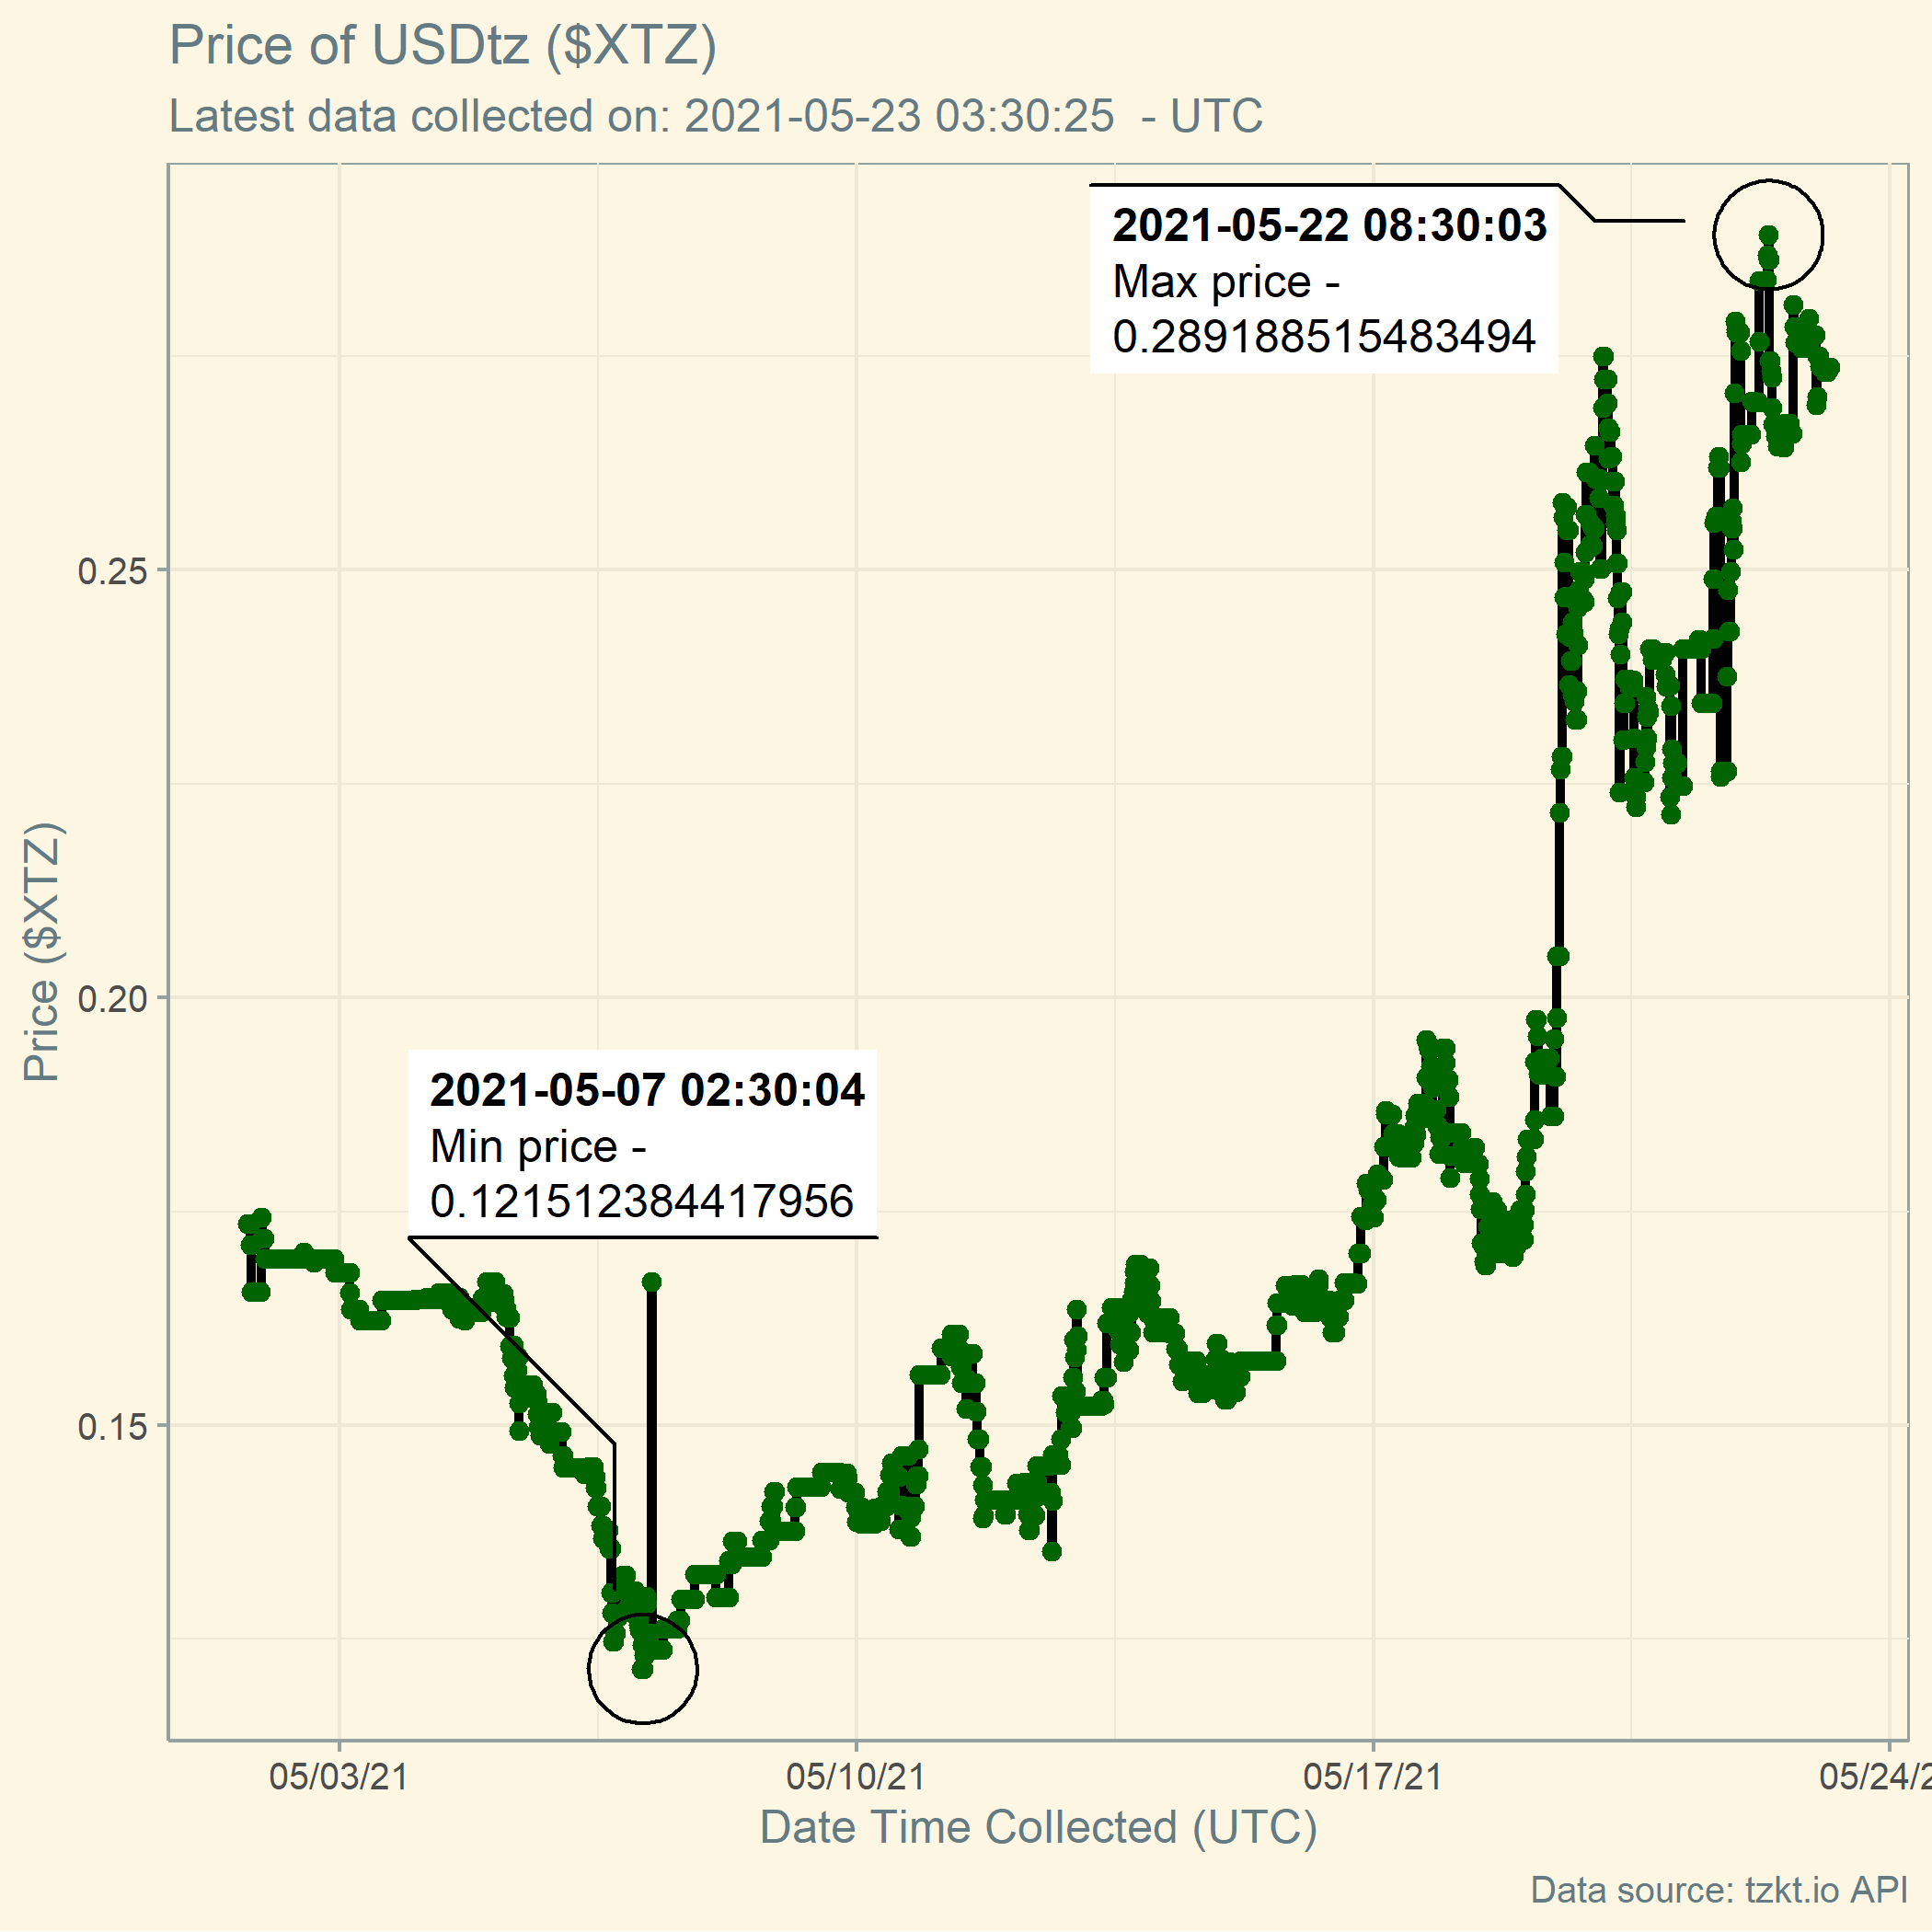 Price of USDtz ($XTZ)
Latest data collected on: 2021-05-23 03:30:25  - UTC
2021-05-22 08:30:03
Max price -
0.289188515483494
0.25
0.20
0.15
Price ($XTZ)
2021-05-07 02:30:04
Min price -
0.121512384417956
05/03/21
05/10/21
05/17/21
05/24/2
Date Time Collected (UTC)
Data source: tzkt.io API